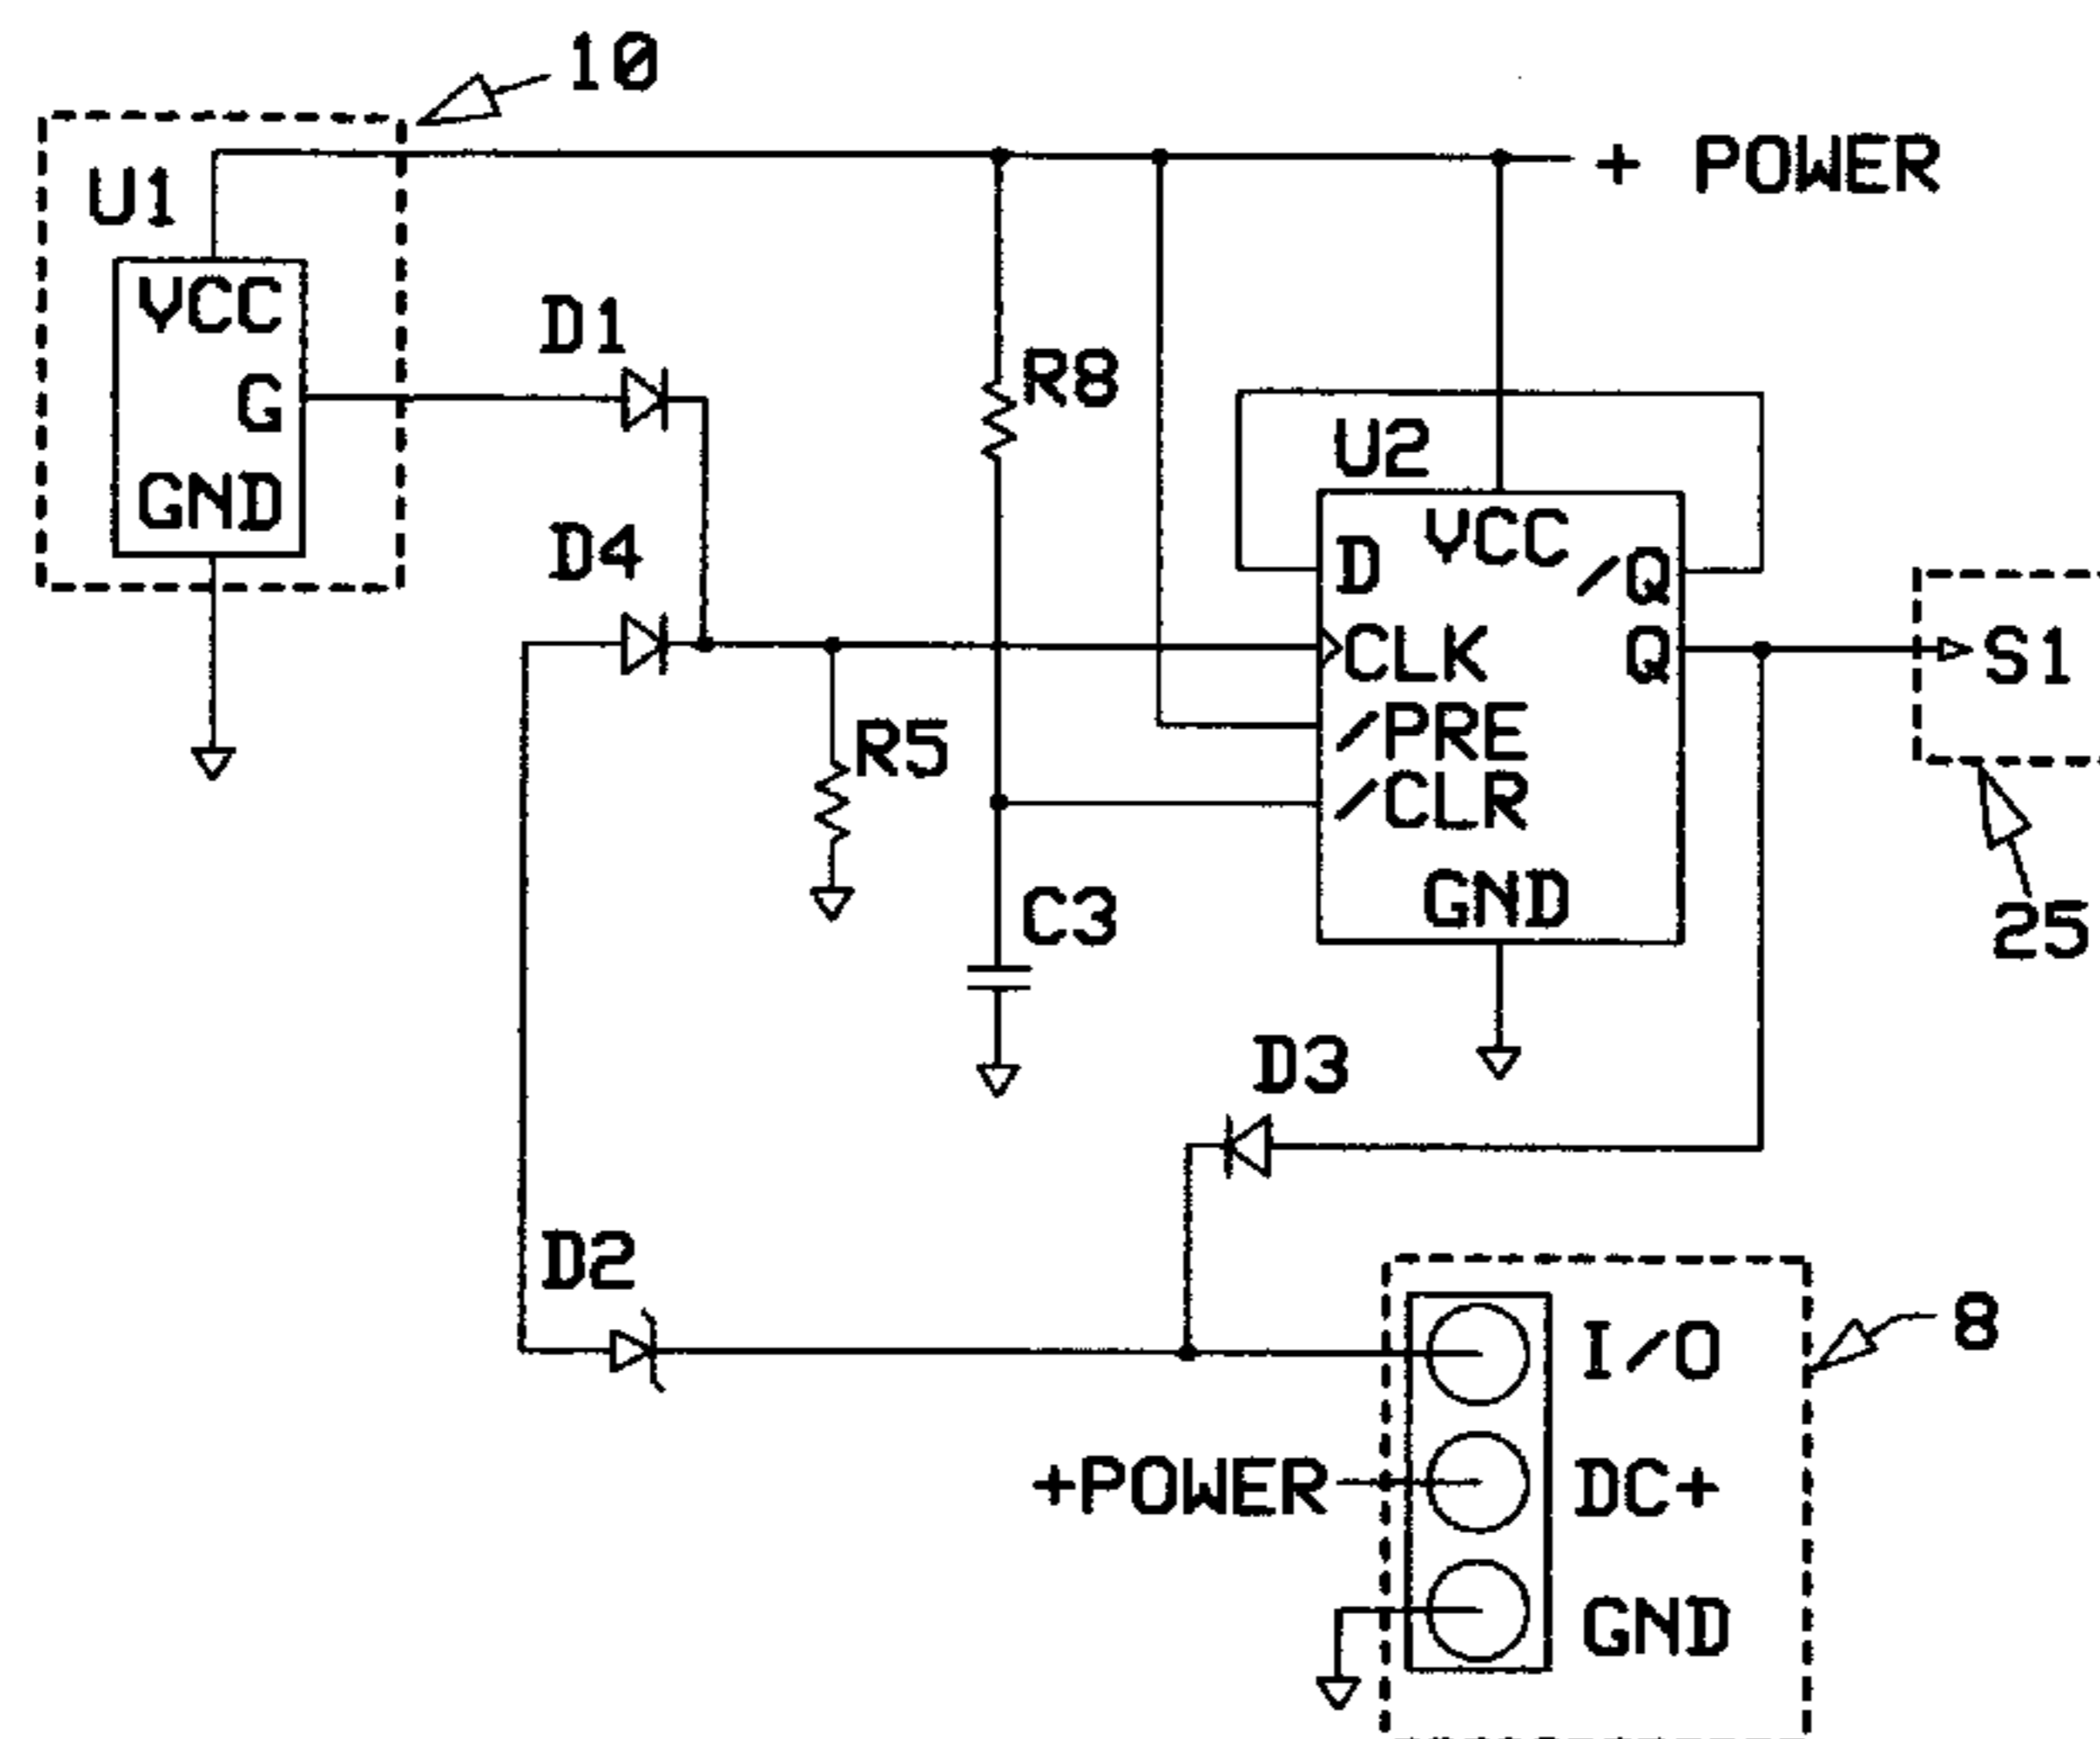 10
+ POWER
U1
VCC
G
GND
D1
R8
D4
U2
VCC
D
/Q
CLK
Q
S1
/PRE
/CLR
GND
R5
C3
25
D3
D2
I/O
8
+POWER
DC+
GND